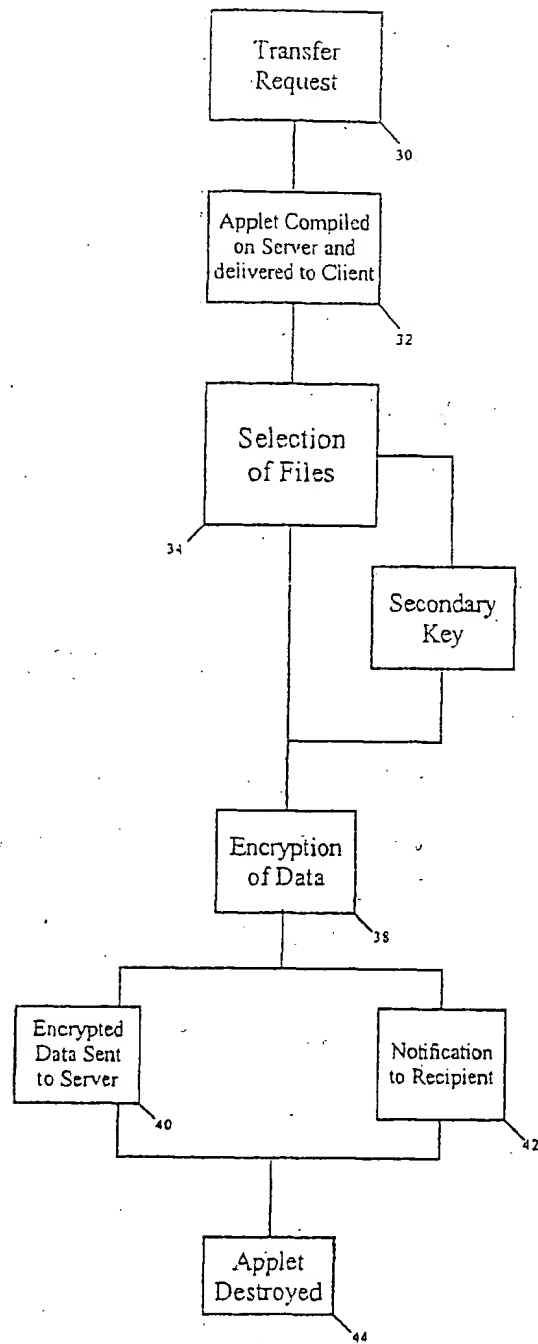 Transfer
Request
30
Applet Compiled
on Server and
delivered to Client
32
Selection
of Files
34
Secondary
Key
Encryption
of Data
38
Encrypted
Data Sent
to Server
40
Notification
to Recipient
42
Applet
Destroyed
44